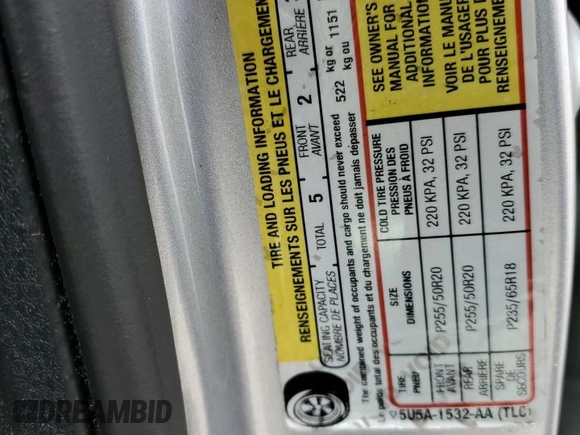 TIRE AND LOADING INFORMATION
RENSEIGNEMENTS SUR LES PNEUS ET LE CHARGEMENT
SEATING CAPACITY
NOMBRE DE PLACES
TOTAL 5
FRONT
AVANT
2
REAR
ARRIÈRE
The combined weight of occupants and cargo should never exceed
Le poids total des occupants et du chargement ne doit jamais dépasser
522
kg or
kg ou
1151
TIRE
PNEU
SIZE
DIMENSIONS
COLD TIRE PRESSURE
PRESSION DES
PNEUS À FROID
FRONT
AVANT
P255/50R20
220 KPA, 32 PSI
REAR
ARRIÈRE
P255/50R20
220 KPA, 32 PSI
SPARE
DE
SECOURS
P235/65R18
220 KPA, 32 PSI
SEE OWNER'S
MANUAL FOR
ADDITIONAL
INFORMATION
VOIR LE
DE L'USAGER
POUR PLUS DE
RENSEIGNEMENTS
5U5A-1532-AA (TLC)
DREAMBID